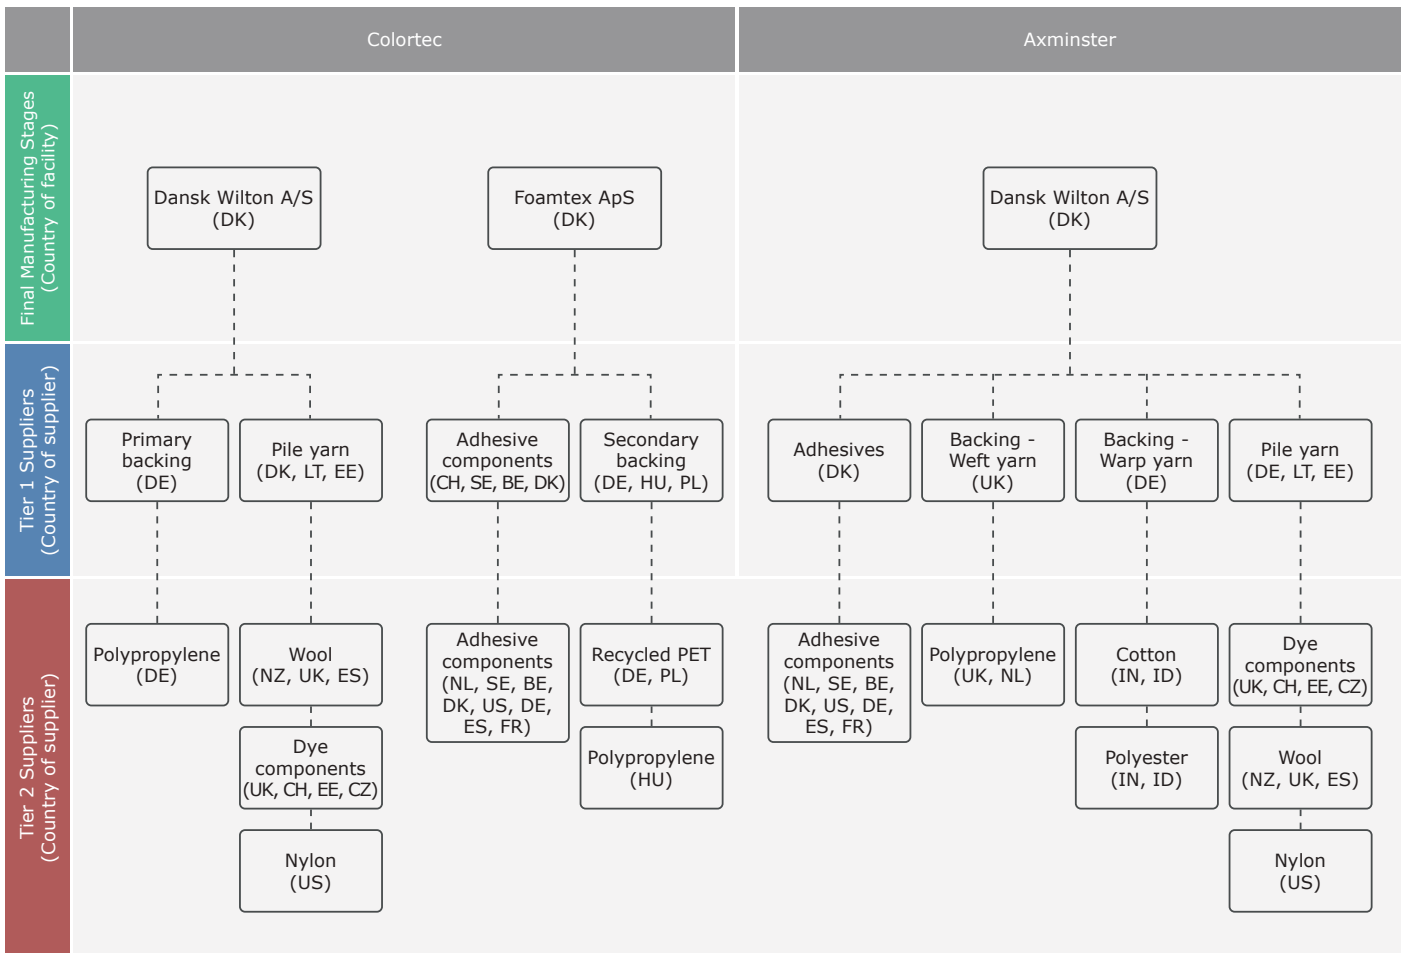 Colortec
Axminster
Final Manufacturing Stages
(Country of facility)
Dansk Wilton A/S
(DK)
Foamtex ApS
(DK)
Dansk Wilton A/S
(DK)
Tier 1 Suppliers
(Country of supplier)
Primary
backing
(DE)
Pile yarn
(DK, LT, EE)
Adhesive
components
(CH, SE, BE, DK)
Secondary
backing
(DE, HU, PL)
Adhesives
(DK)
Backing -
Weft yarn
(UK)
Backing -
Warp yarn
(DE)
Pile yarn
(DE, LT, EE)
Tier 2 Suppliers
(Country of supplier)
Polypropylene
(DE)
Wool
(NZ, UK, ES)
Dye
components
(UK, CH, EE, CZ)
Nylon
(US)
Adhesive
components
(NL, SE, BE,
DK, US, DE,
ES, FR)
Recycled PET
(DE, PL)
Polypropylene
(HU)
Adhesive
components
(NL, SE, BE,
DK, US, DE,
ES, FR)
Polypropylene
(UK, NL)
Cotton
(IN, ID)
Polyester
(IN, ID)
Dye
components
(UK, CH, EE, CZ)
Wool
(NZ, UK, ES)
Nylon
(US)